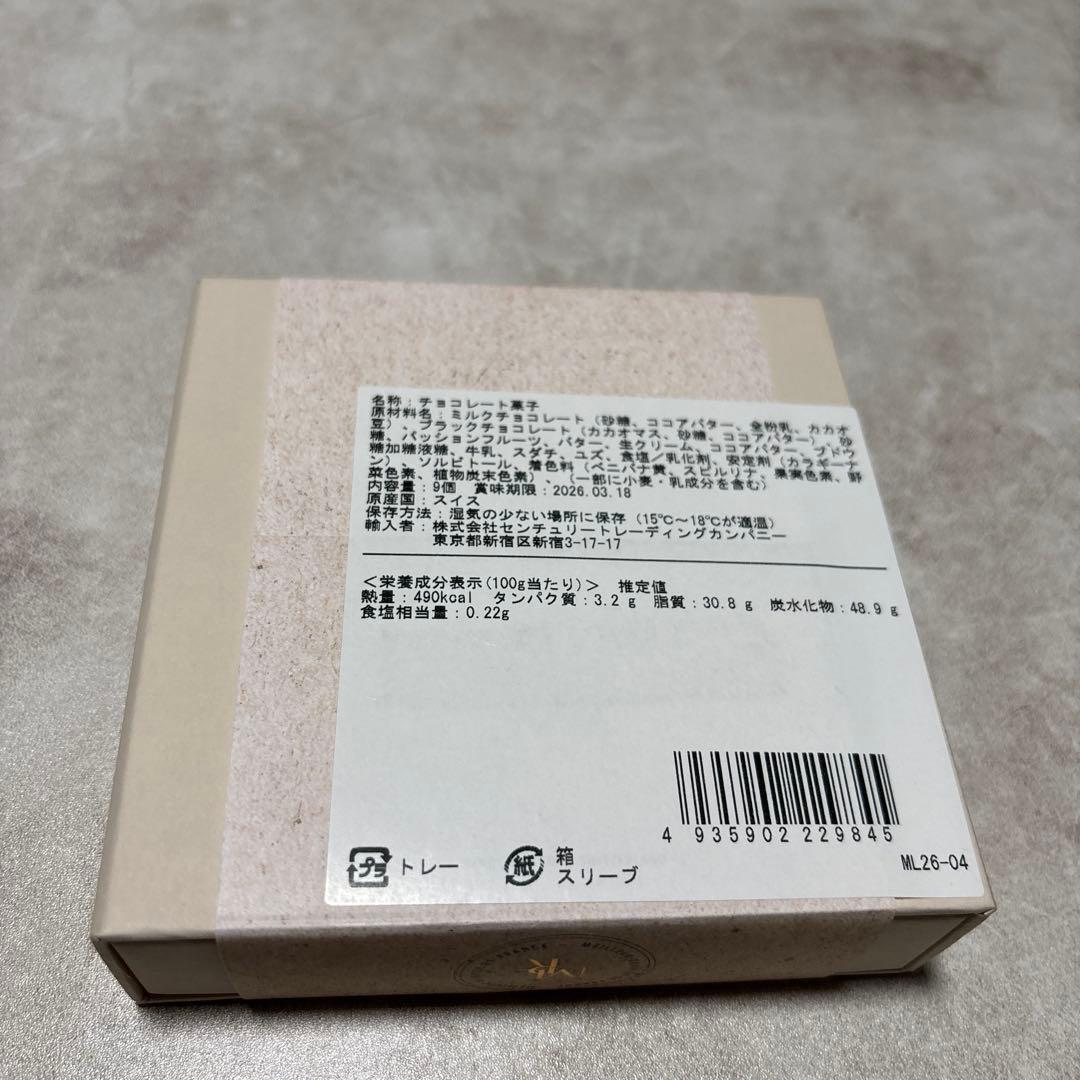 名称：チョコレート菓子
原材料名：ミルクチョコレート（砂糖、ココアバター、全粉乳、カカオ
豆）、ブラックチョコレート（カカオマス、砂糖、ココアバター）、砂
糖、パッションフルーツ、バター、生クリーム、ココアバター、ブドウ
糖加糖液糖、牛乳、スダチ、ユズ、食塩／乳化剤、安定剤（カラギーナ
ン）、ソルビトール、着色料（ベニバナ黄、スピルリナ、果実色素、野
菜色素、植物炭末色素）、（一部に小麦・乳成分を含む）
内容量：9個　賞味期限：2026.03.18
原産国：スイス
保存方法：湿気の少ない場所に保存（15℃～18℃が適温）
輸入者：株式会社センチュリートレーディングカンパニー
東京都新宿区新宿3-17-17
＜栄養成分表示(100g当たり)＞　推定値
熱量：490kcal　タンパク質：3.2 g　脂質：30.8 g　炭水化物：48.9 g
食塩相当量：0.22g
4 935902 229845
プラ トレー
紙 箱
スリーブ
ML26-04